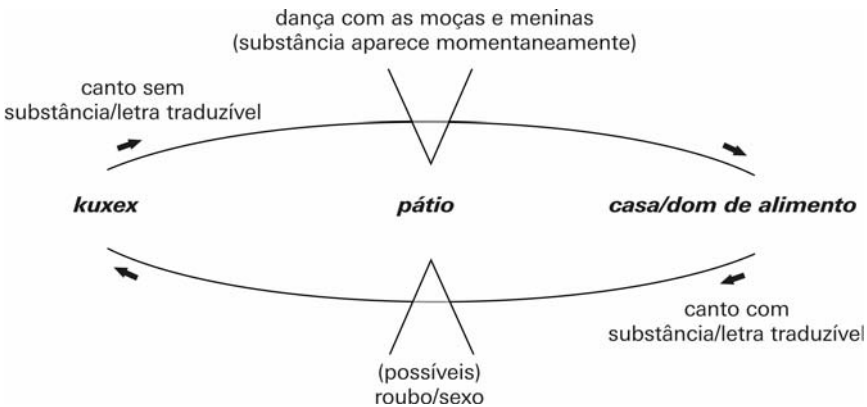 dança com as moças e meninas
(substância aparece momentaneamente)
canto sem
substância/letra traduzível
kuxex
pátio
casa/dom de alimento
canto com
substância/letra traduzível
(possíveis)
roubo/sexo